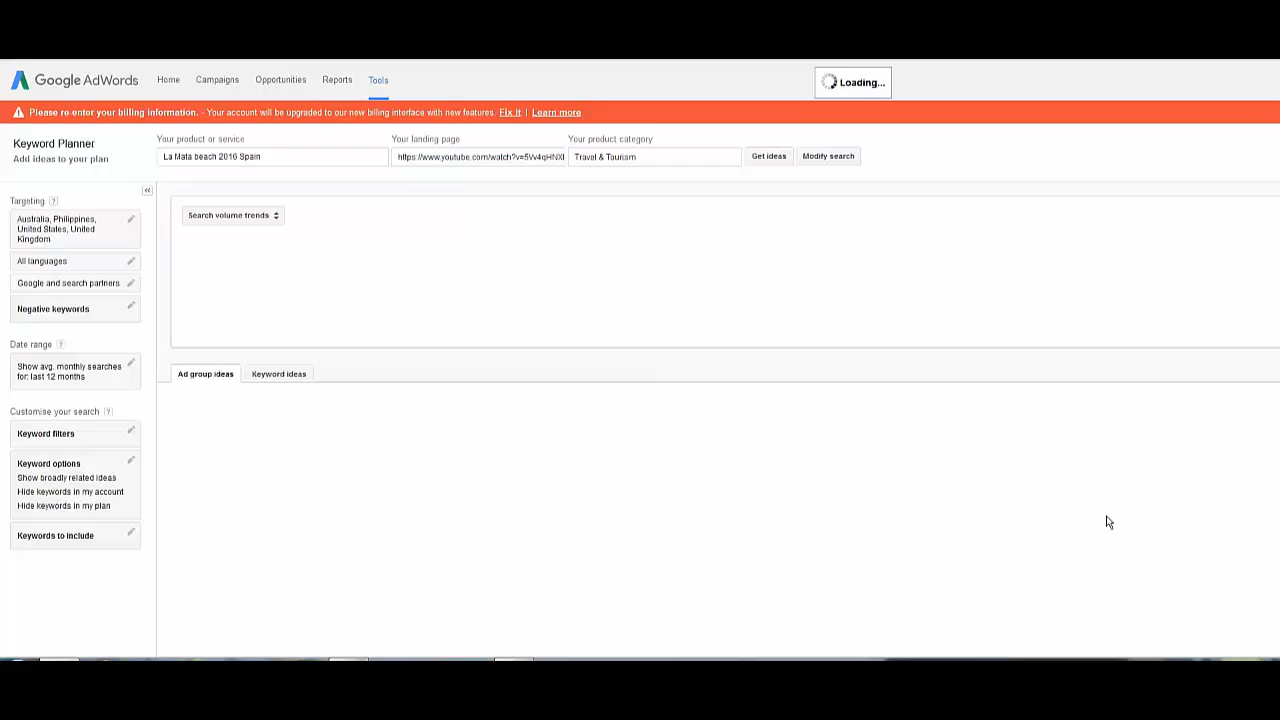 Google AdWords Home Campaigns Opportunities Reports Tools Loading...
Please re-enter your billing information. - Your account will be upgraded to our new billing interface with new features. Fix it | Learn more
Keyword Planner
Add ideas to your plan
Your product or service Your landing page Your product category
La Mata beach 2016 Spain Travel & Tourism Get ideas Modify search
Targeting ?
Australia, Philippines,
United States, United
Kingdom
All languages
Google and search partners
Negative keywords
Date range ?
Show avg. monthly searches
for: last 12 months
Customise your search ?
Keyword filters
Keyword options
Show broadly related ideas
Hide keywords in my account
Hide keywords in my plan
Keywords to include
Search volume trends
Ad group ideas Keyword ideas